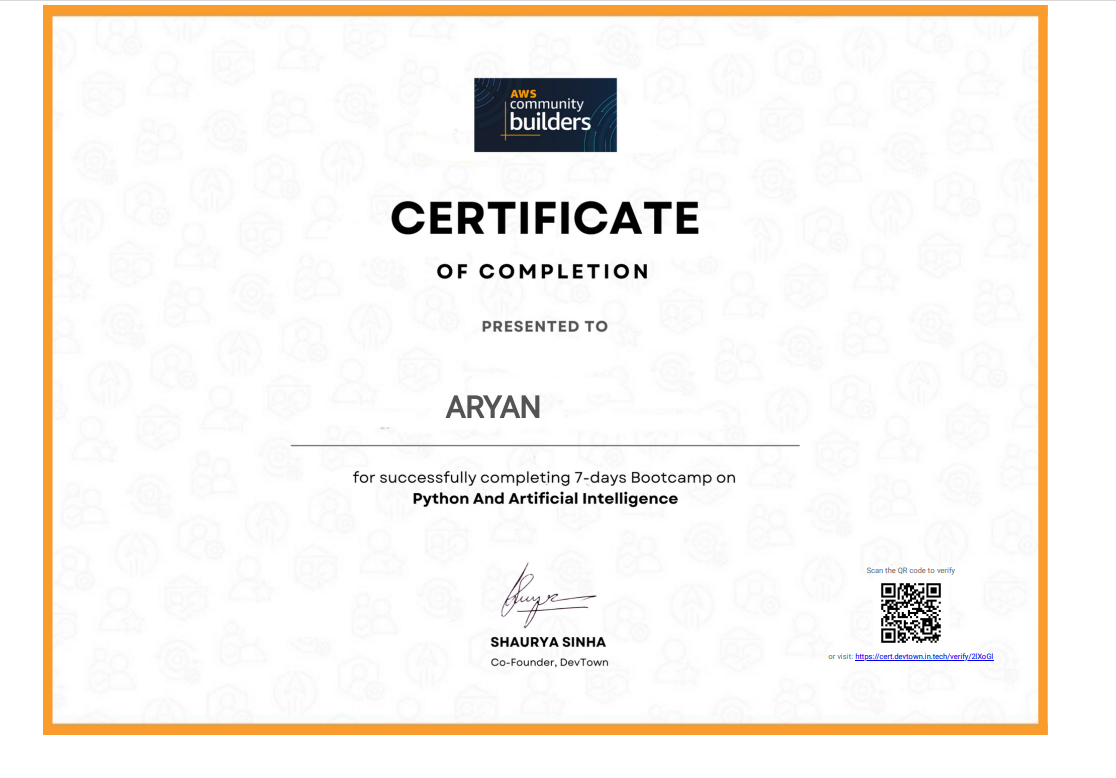 AWS
community
builders
CERTIFICATE
OF COMPLETION
PRESENTED TO
ARYAN
for successfully completing 7-days Bootcamp on
Python And Artificial Intelligence
SHAURYA SINHA
Co-Founder, DevTown
Scan the QR code to verify
or visit: https://cert.devtown.in.tech/verify/2lXoGl